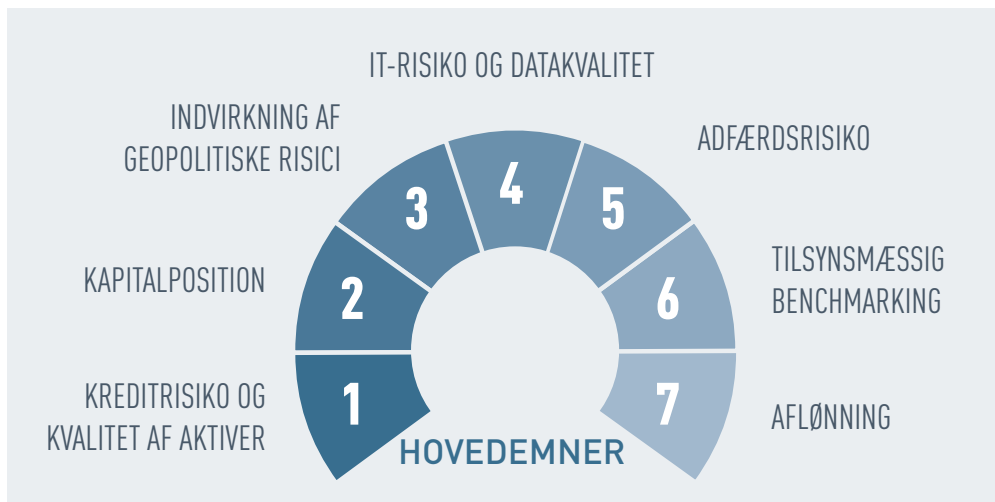 IT-RISIKO OG DATAKVALITET
INDVIRKNING AF
GEOPOLITISKE RISICI
ADFÆRDSRISIKO
4
3
5
KAPITALPOSITION
2
6
TILSYNSMÆSSIG
BENCHMARKING
KREDITRISIKO OG
KVALITET AF AKTIVER
1
7
AFLØNNING
HOVEDEMNER